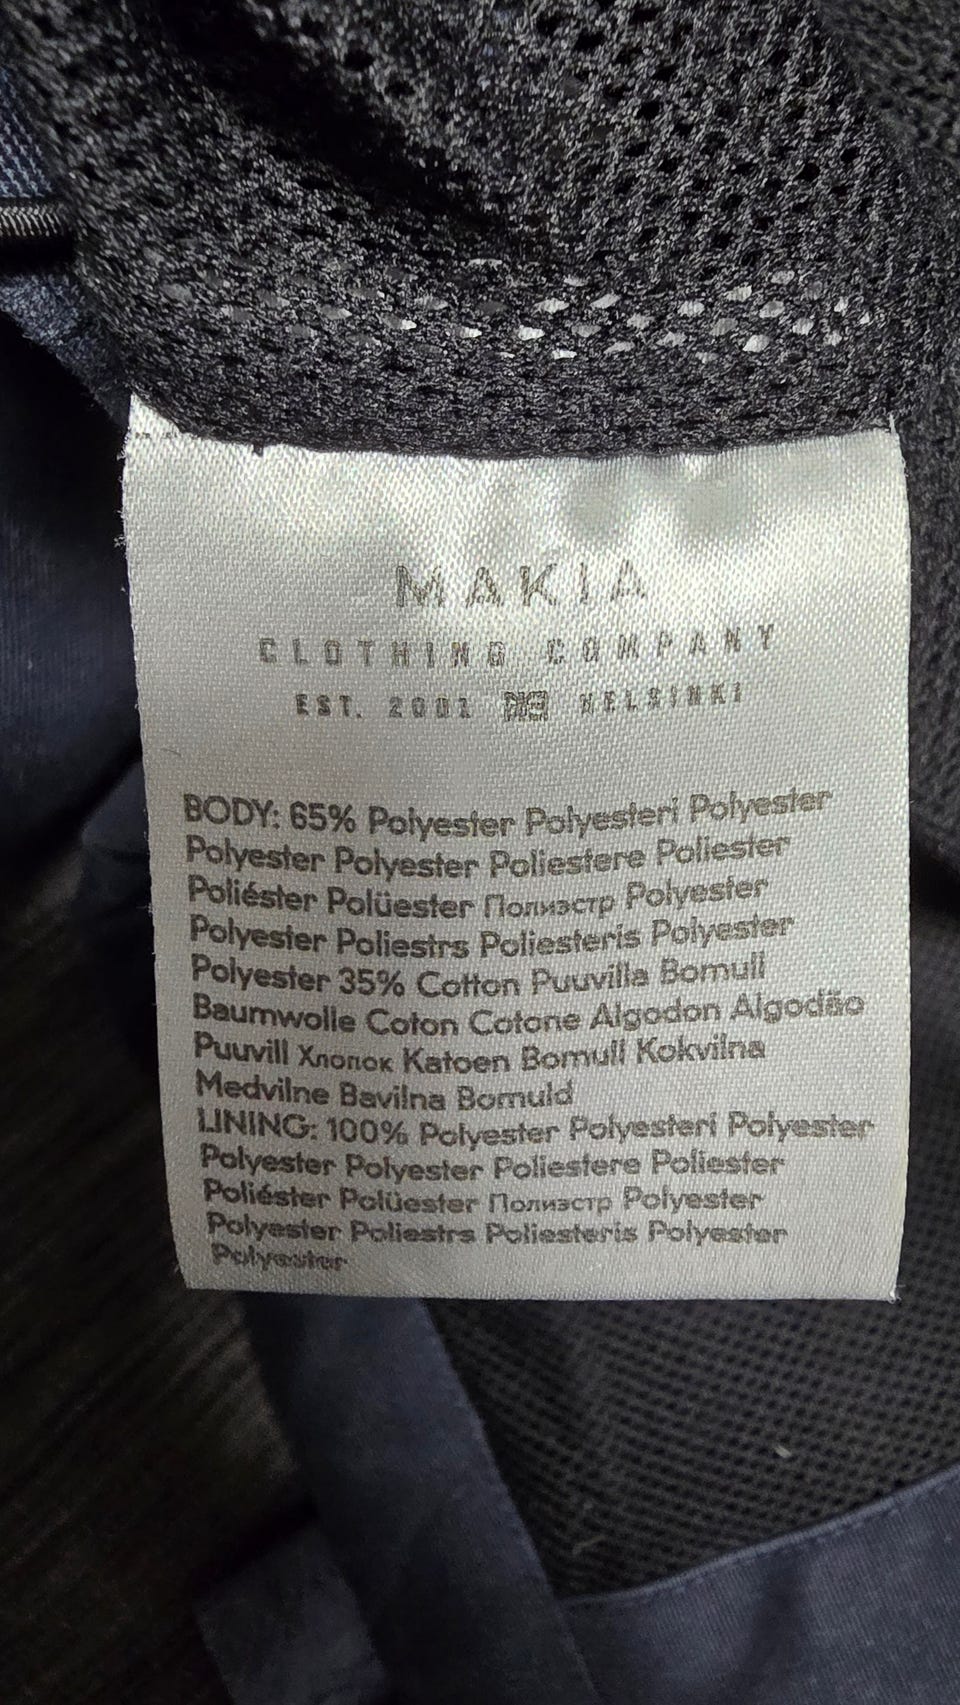 MAKIA
CLOTHING COMPANY
EST. 2001 HELSINKI
BODY: 65% Polyester Polyesteri Polyester
Polyester Polyester Poliestere Poliester
Poliéster Polüester Полиэстр Polyester
Polyester Poliestrs Poliesteris Polyester
Polyester 35% Cotton Puuvilla Bomull
Baumwolle Coton Cotone Algodon Algodão
Puuvill Хлопок Katoen Bomull Kokvilna
Medvilne Bavilna Bomuld
LINING: 100% Polyester Polyesteri Polyester
Polyester Polyester Poliestere Poliester
Poliéster Polüester Полиэстр Polyester
Polyester Poliestrs Poliesteris Polyester
Polyester